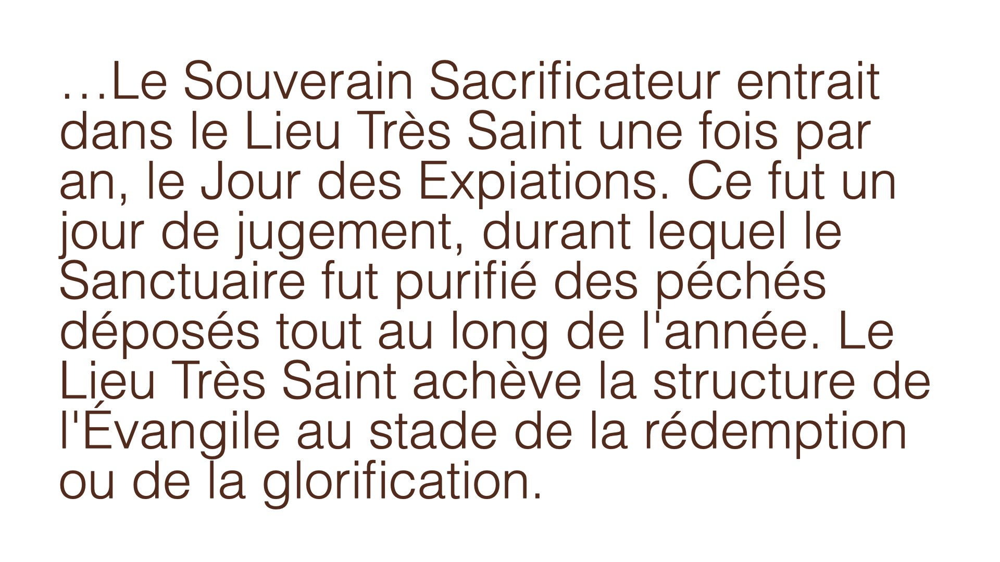 …Le Souverain Sacrificateur entrait
dans le Lieu Très Saint une fois par
an, le Jour des Expiations. Ce fut un
jour de jugement, durant lequel le
Sanctuaire fut purifié des péchés
déposés tout au long de l'année. Le
Lieu Très Saint achève la structure de
l'Évangile au stade de la rédemption
ou de la glorification.